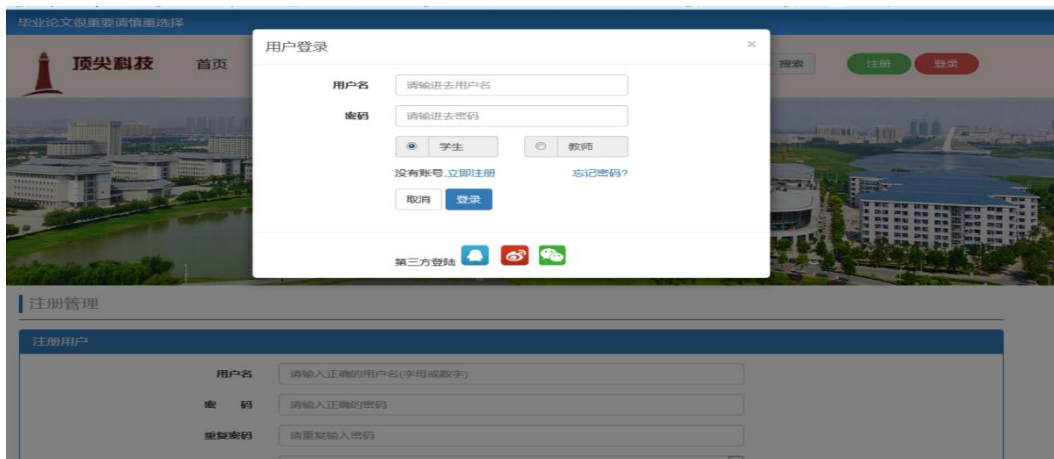 毕业论文很重要请慎重选择
顶尖科技 首页 搜索 注册 登录
用户登录 ×
用户名 请输进去用户名
密码 请输进去密码
学生 教师
没有账号,立即注册 忘记密码?
取消 登录
第三方登陆
注册管理
注册用户
用户名 请输入正确的用户名(字母或数字)
密 码 请输入正确的密码
重复密码 请重复输入密码